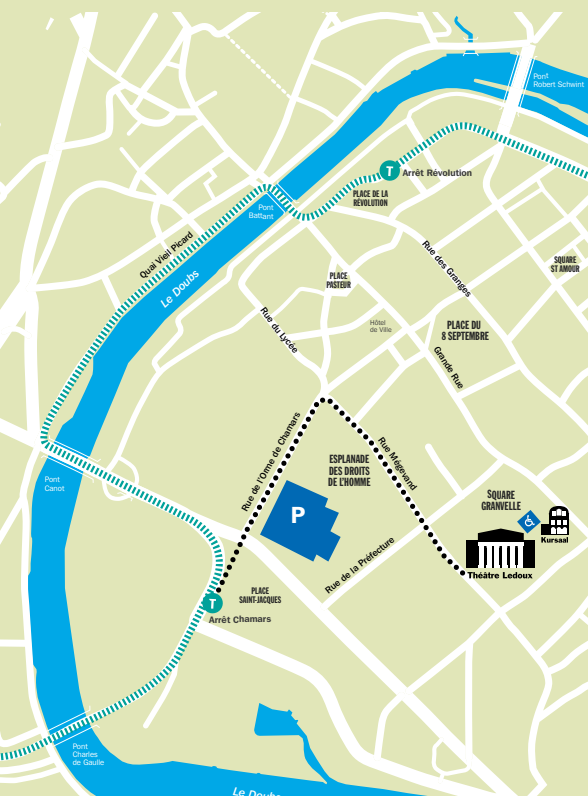 Pont
Robert Schwint
T
Arrêt Révolution
PLACE DE LA
RÉVOLUTION
Pont
Battant
Quai Vieil Picard
Le Doubs
Rue des Granges
SQUARE
ST AMOUR
PLACE
PASTEUR
Rue du Lycée
Hôtel
de Ville
PLACE DU
8 SEPTEMBRE
Grande Rue
Rue de l'Orme de Chamars
Rue Mégevand
ESPLANADE
DES DROITS
DE L'HOMME
Pont
Canot
P
SQUARE
GRANVELLE
Kursaal
Théâtre Ledoux
Rue de la Préfecture
PLACE
SAINT-JACQUES
T
Arrêt Chamars
Pont
Charles
de Gaulle
Le Doubs